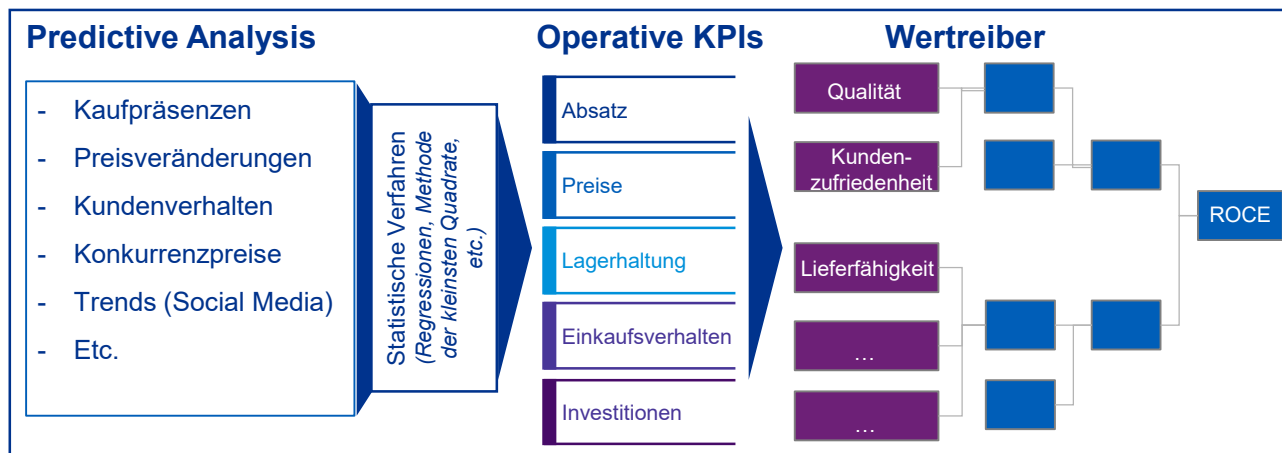 Predictive Analysis
- Kaufpräsenzen
- Preisveränderungen
- Kundenverhalten
- Konkurrenzpreise
- Trends (Social Media)
- Etc.
Statistische Verfahren
(Regressionen, Methode
der kleinsten Quadrate,
etc.)
Operative KPIs
Absatz
Preise
Lagerhaltung
Einkaufsverhalten
Investitionen
Wertreiber
Qualität
Kunden-
zufriedenheit
Lieferfähigkeit
...
...
ROCE